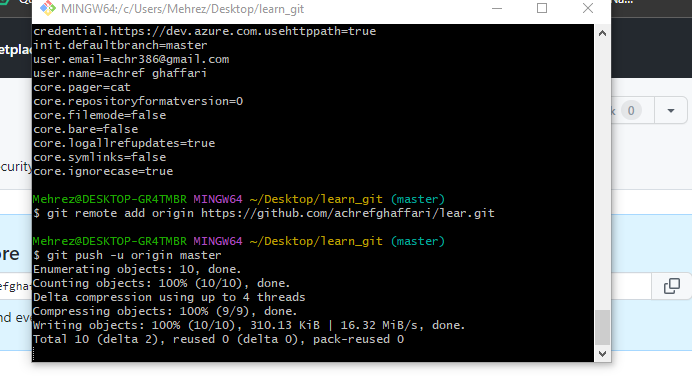 MINGW64:/c/Users/Mehrez/Desktop/learn_git
credential.https://dev.azure.com.usehttppath=true
init.defaultbranch=master
user.email=achr386@gmail.com
user.name=achref ghaffari
core.pager=cat
core.repositoryformatversion=0
core.filemode=false
core.bare=false
core.logallrefupdates=true
core.symlinks=false
core.ignorecase=true
Mehrez@DESKTOP-GR4TMBR MINGW64 ~/Desktop/learn_git (master)
$ git remote add origin https://github.com/achrefghaffari/lear.git
Mehrez@DESKTOP-GR4TMBR MINGW64 ~/Desktop/learn_git (master)
$ git push -u origin master
Enumerating objects: 10, done.
Counting objects: 100% (10/10), done.
Delta compression using up to 4 threads
Compressing objects: 100% (9/9), done.
Writing objects: 100% (10/10), 310.13 KiB | 16.32 MiB/s, done.
Total 10 (delta 2), reused 0 (delta 0), pack-reused 0
etplac
k 0
curity
ore
efgha
nd eve